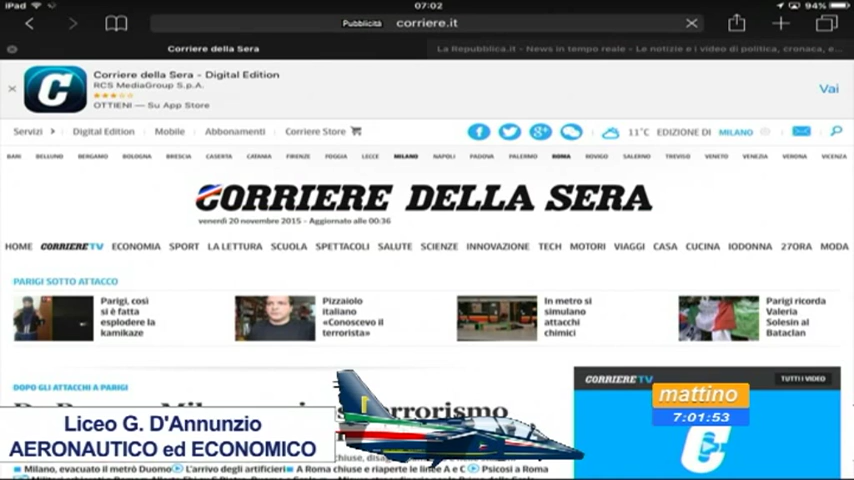 iPad
07:02
94%
Pubblicità corriere.it
Corriere della Sera
La Repubblica.it - News in tempo reale - Le notizie e i video di politica, cronaca, e...
Corriere della Sera - Digital Edition
RCS MediaGroup S.p.A.
OTTIENI — Su App Store
Vai
Servizi Digital Edition Mobile Abbonamenti Corriere Store 11°C EDIZIONE DI MILANO
BARI BELLUNO BERGAMO BOLOGNA BRESCIA CASERTA CATANIA FIRENZE FOGGIA LECCE MILANO NAPOLI PADOVA PALERMO ROMA ROVIGO SALERNO TREVISO VENETO VENEZIA VERONA VICENZA
CORRIERE DELLA SERA
venerdì 20 novembre 2015 - Aggiornato alle 00:36
HOME CORRIERETV ECONOMIA SPORT LA LETTURA SCUOLA SPETTACOLI SALUTE SCIENZE INNOVAZIONE TECH MOTORI VIAGGI CASA CUCINA IODONNA 27ORA MODA
PARIGI SOTTO ATTACCO
Parigi, così
si è fatta
esplodere la
kamikaze
Pizzaiolo
italiano
«Conoscevo il
terrorista»
In metro si
simulano
attacchi
chimici
Parigi ricorda
Valeria
Solesin al
Bataclan
DOPO GLI ATTACCHI A PARIGI
CORRIERETV
TUTTI I VIDEO
mattino
7:01:53
Liceo G. D'Annunzio
AERONAUTICO ed ECONOMICO
Milano, evacuato il metrò Duomo L'arrivo degli artificieri A Roma chiuse e riaperte le linee A e C Psicosi a Roma